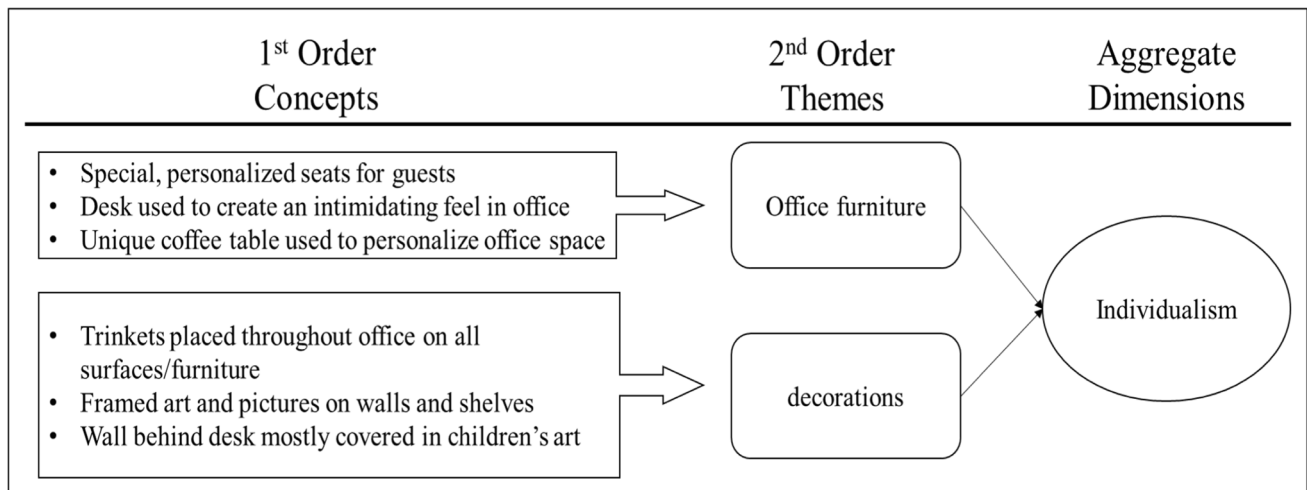 1st Order
Concepts
2nd Order
Themes
Aggregate
Dimensions
• Special, personalized seats for guests
• Desk used to create an intimidating feel in office
• Unique coffee table used to personalize office space
Office furniture
• Trinkets placed throughout office on all
surfaces/furniture
• Framed art and pictures on walls and shelves
• Wall behind desk mostly covered in children’s art
decorations
Individualism